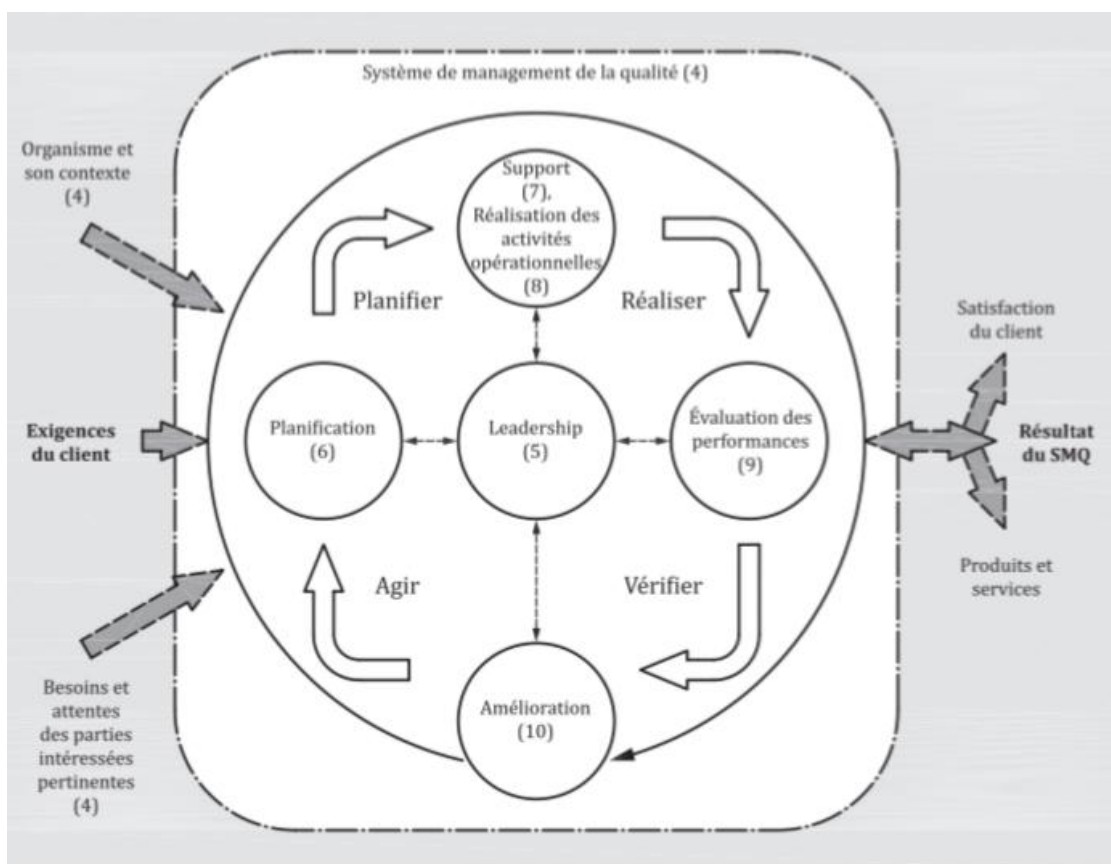 Système de management de la qualité (4)
Organisme et
son contexte
(4)
Support
(7),
Réalisation des
activités
opérationnelles
(8)
Planifier
Réaliser
Satisfaction
du client
Exigences
du client
Planification
(6)
Leadership
(5)
Évaluation des
performances
(9)
Résultat
du SMQ
Agir
Vérifier
Produits et
services
Besoins et
attentes
des parties
intéressées
pertinentes
(4)
Amélioration
(10)